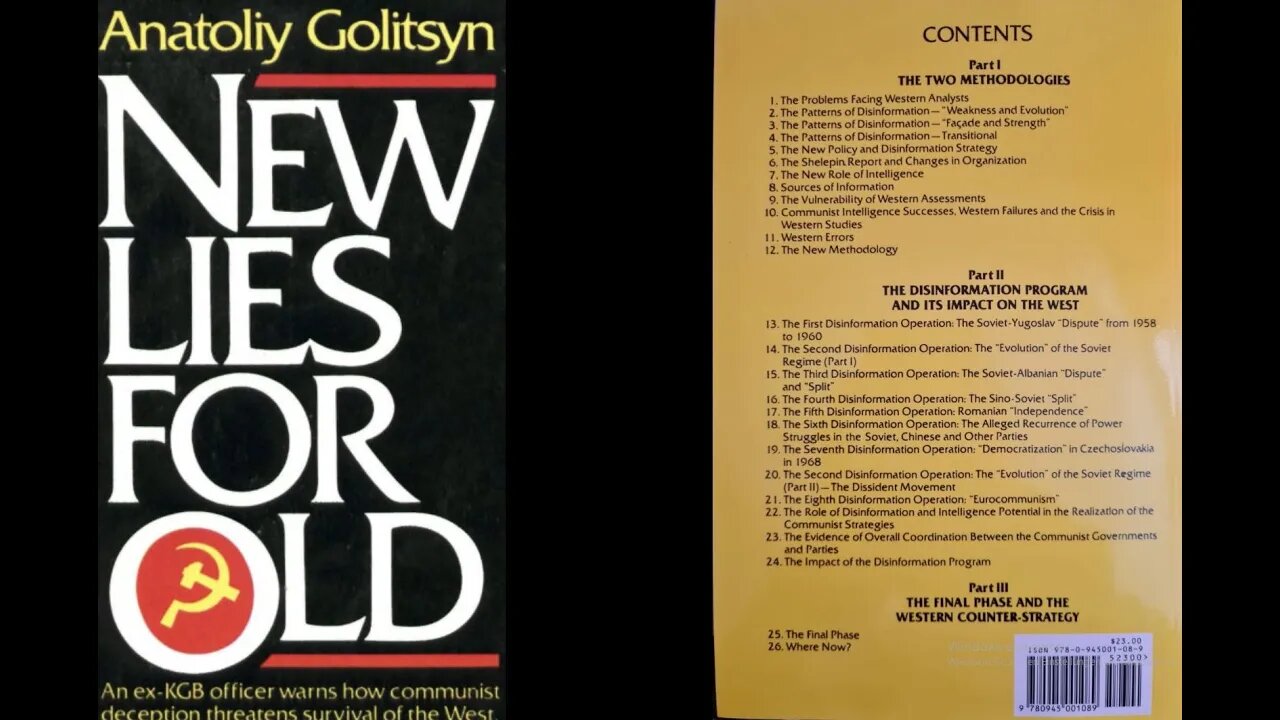 Anatoliy Golitsyn
NEW
LIES
FOR
OLD
An ex-KGB officer warns how communist
deception threatens survival of the West.
CONTENTS
Part I
THE TWO METHODOLOGIES
1. The Problems Facing Western Analysts
2. The Patterns of Disinformation—"Weakness and Evolution"
3. The Patterns of Disinformation—"Façade and Strength"
4. The Patterns of Disinformation—Transitional
5. The New Policy and Disinformation Strategy
6. The Shelepin Report and Changes in Organization
7. The New Role of Intelligence
8. Sources of Information
9. The Vulnerability of Western Assessments
10. Communist Intelligence Successes, Western Failures and the Crisis in
Western Studies
11. Western Errors
12. The New Methodology
Part II
THE DISINFORMATION PROGRAM
AND ITS IMPACT ON THE WEST
13. The First Disinformation Operation: The Soviet-Yugoslav "Dispute" from 1958
to 1960
14. The Second Disinformation Operation: The "Evolution" of the Soviet
Regime (Part I)
15. The Third Disinformation Operation: The Soviet-Albanian "Dispute"
and "Split"
16. The Fourth Disinformation Operation: The Sino-Soviet "Split"
17. The Fifth Disinformation Operation: Romanian "Independence"
18. The Sixth Disinformation Operation: The Alleged Recurrence of Power
Struggles in the Soviet, Chinese and Other Parties
19. The Seventh Disinformation Operation: "Democratization" in Czechoslovakia
in 1968
20. The Second Disinformation Operation: The "Evolution" of the Soviet Regime
(Part II)—The Dissident Movement
21. The Eighth Disinformation Operation: "Eurocommunism"
22. The Role of Disinformation and Intelligence Potential in the Realization of the
Communist Strategies
23. The Evidence of Overall Coordination Between the Communist Governments
and Parties
24. The Impact of the Disinformation Program
Part III
THE FINAL PHASE AND THE
WESTERN COUNTER-STRATEGY
25. The Final Phase
26. Where Now?
$23.00
ISBN 978-0-945001-08-9
52300>
9 780945 001089